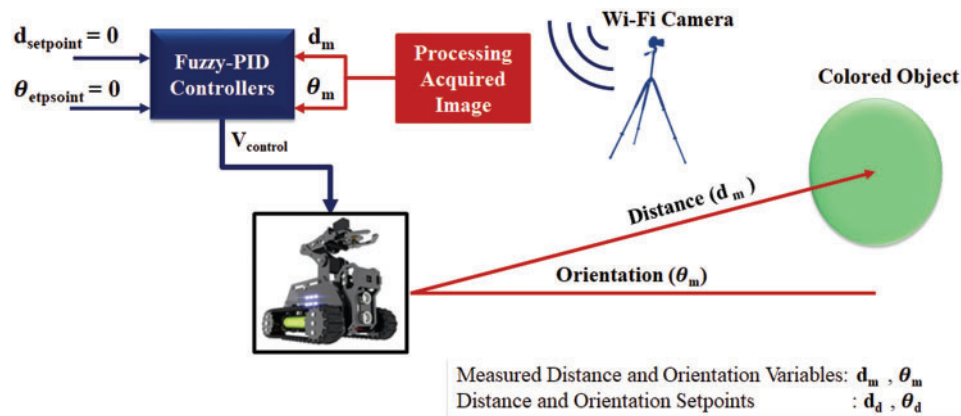 Wi-Fi Camera
d_setpoint = 0
θ_etpsoint = 0
Fuzzy-PID
Controllers
d_m
θ_m
Processing
Acquired
Image
Colored Object
V_control
Distance (d_m)
Orientation (θ_m)
Measured Distance and Orientation Variables: d_m , θ_m
Distance and Orientation Setpoints : d_d , θ_d